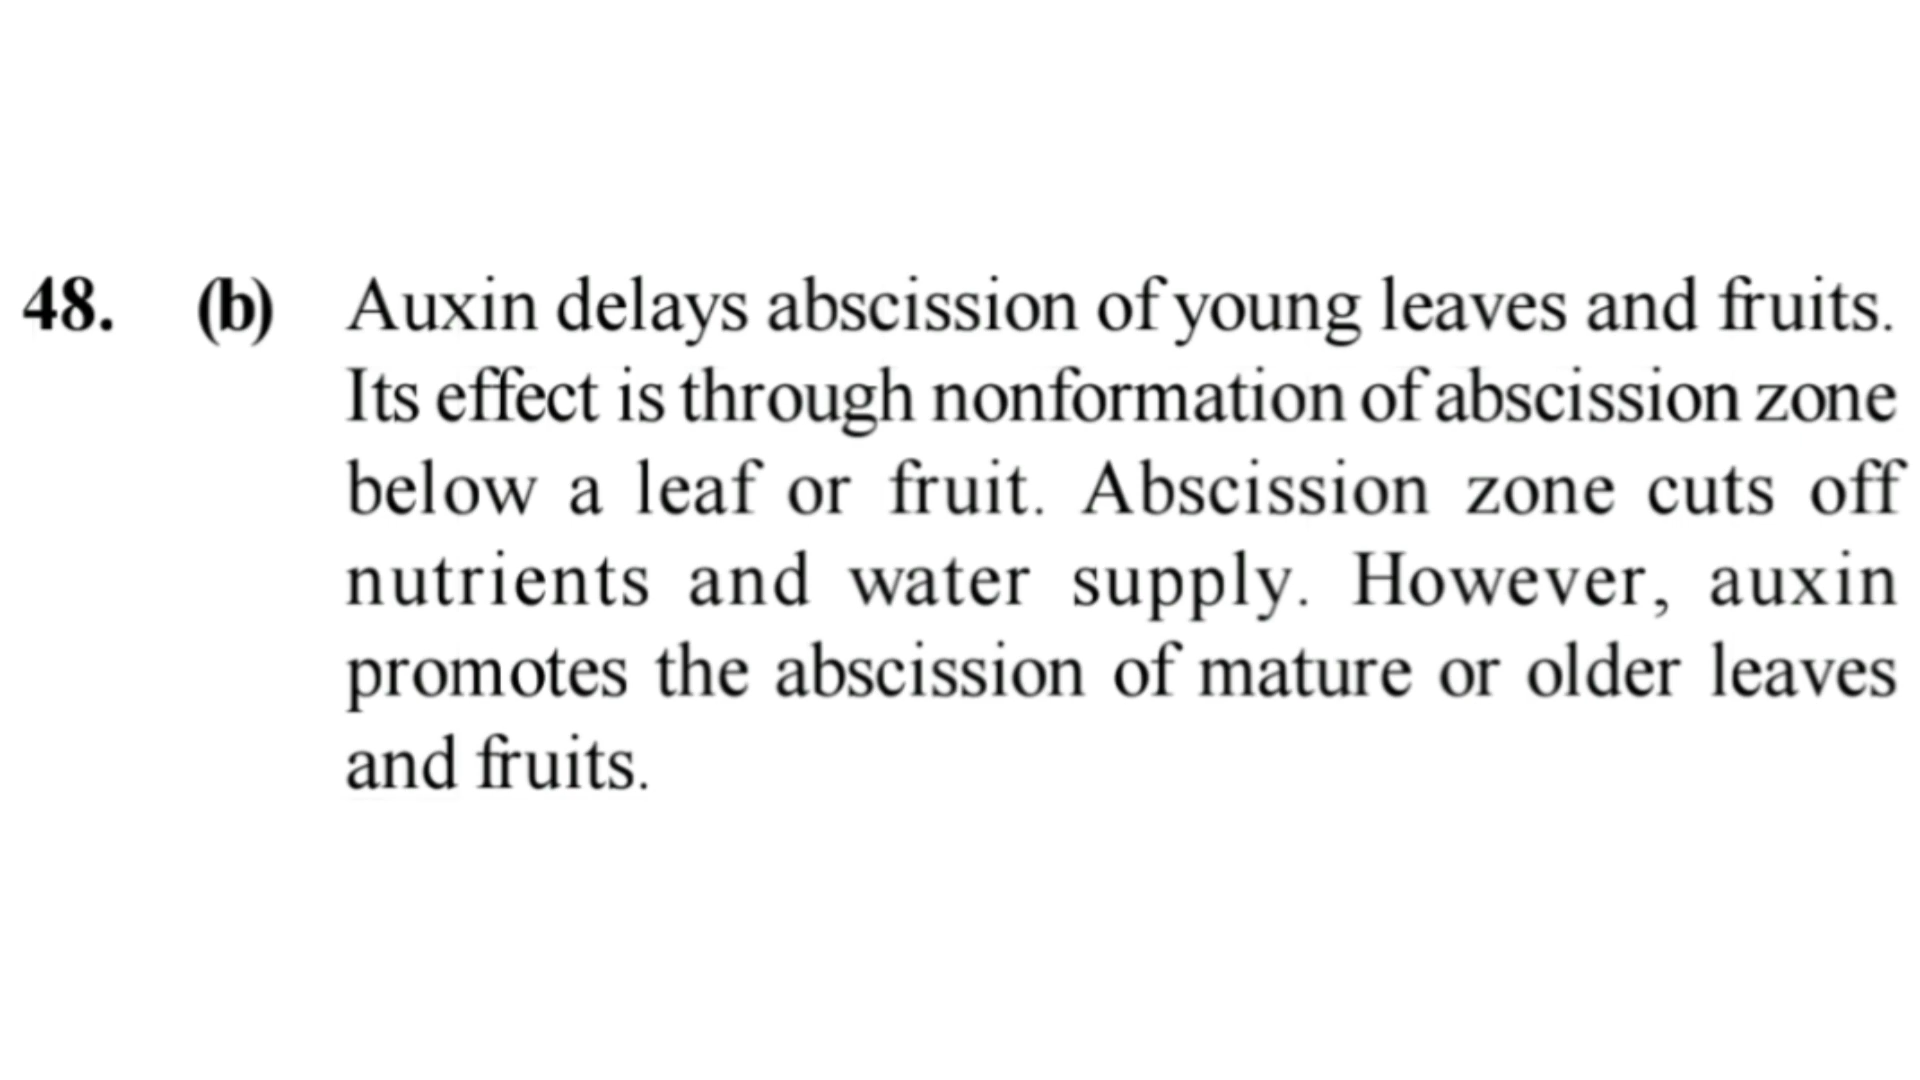 48. (b) Auxin delays abscission of young leaves and fruits.
Its effect is through nonformation of abscission zone
below a leaf or fruit. Abscission zone cuts off
nutrients and water supply. However, auxin
promotes the abscission of mature or older leaves
and fruits.